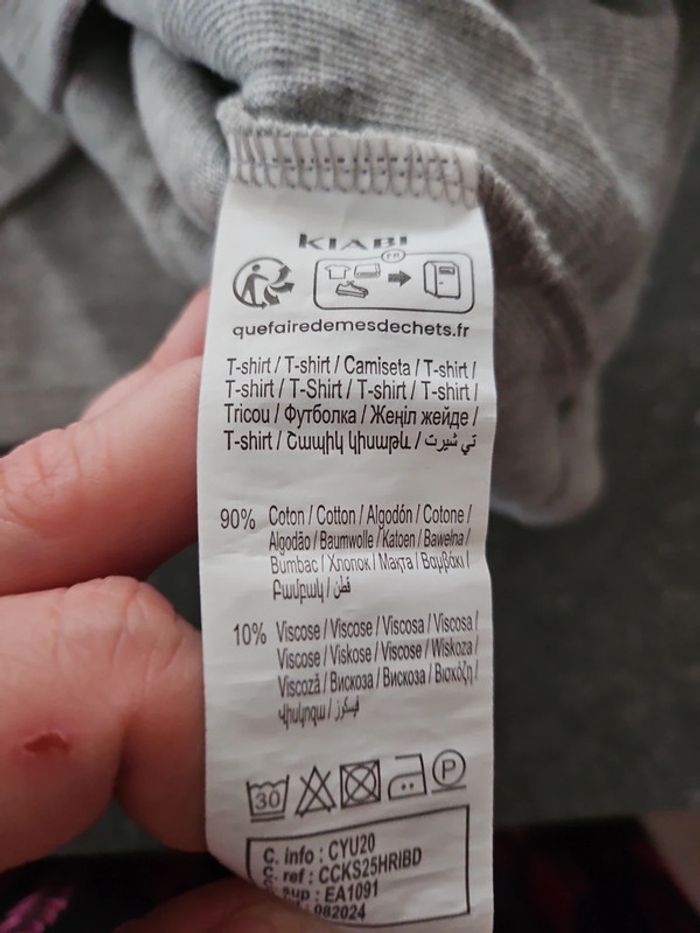 KIABI
FR
quefairedemesdechets.fr
T-shirt / T-shirt / Camiseta / T-shirt /
T-shirt / T-Shirt / T-shirt / T-shirt /
Tricou / Футболка / Жеңіл жейде /
T-shirt / Շապիկ կիսաթև / تي شيرت
90% Coton / Cotton / Algodón / Cotone /
Algodão / Baumwolle / Katoen / Bawełna /
Bumbac / Хлопок / Мақта / Βαμβάκι /
Բամբակ / قطن
10% Viscose / Viscose / Viscosa / Viscosa /
Viscose / Viskose / Viscose / Wiskoza /
Viscoză / Вискоза / Вискоза / Βισκόζη /
Վիսկոզա / فيسكوز
30 P
C. info : CYU20
C. ref : CCKS25HRIBD
sup : EA1091
082024